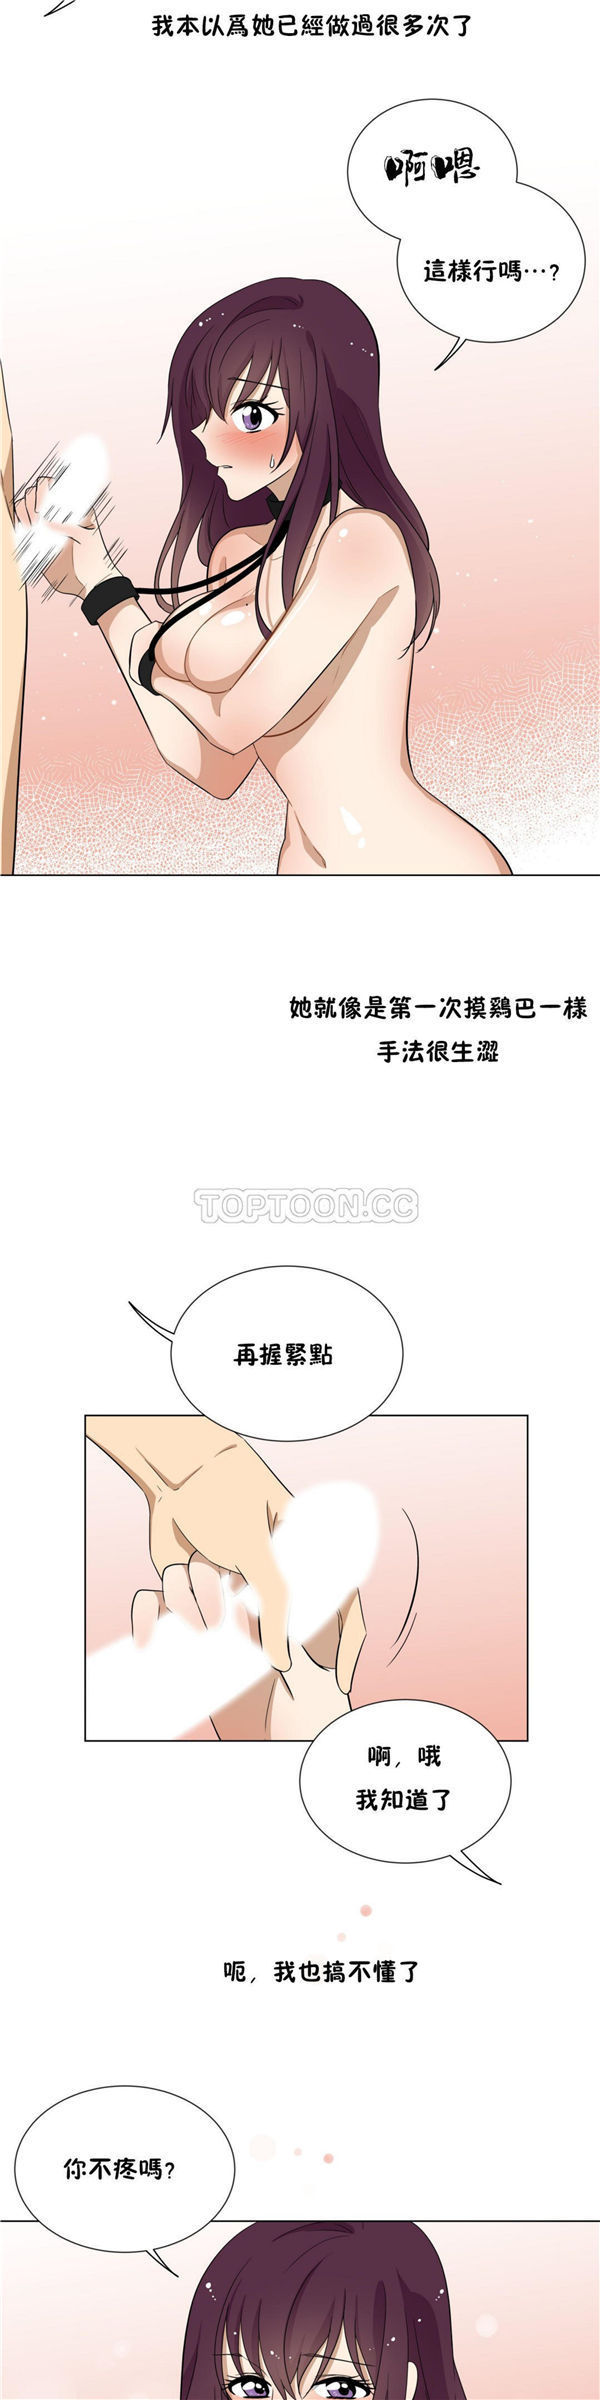 我本以爲她已經做過很多次了
啊嗯
這樣行嗎…?
她就像是第一次摸鷄巴一樣
手法很生澀
TOPTOON.CC
再握緊點
啊，哦
我知道了
呃，我也搞不懂了
你不疼嗎?